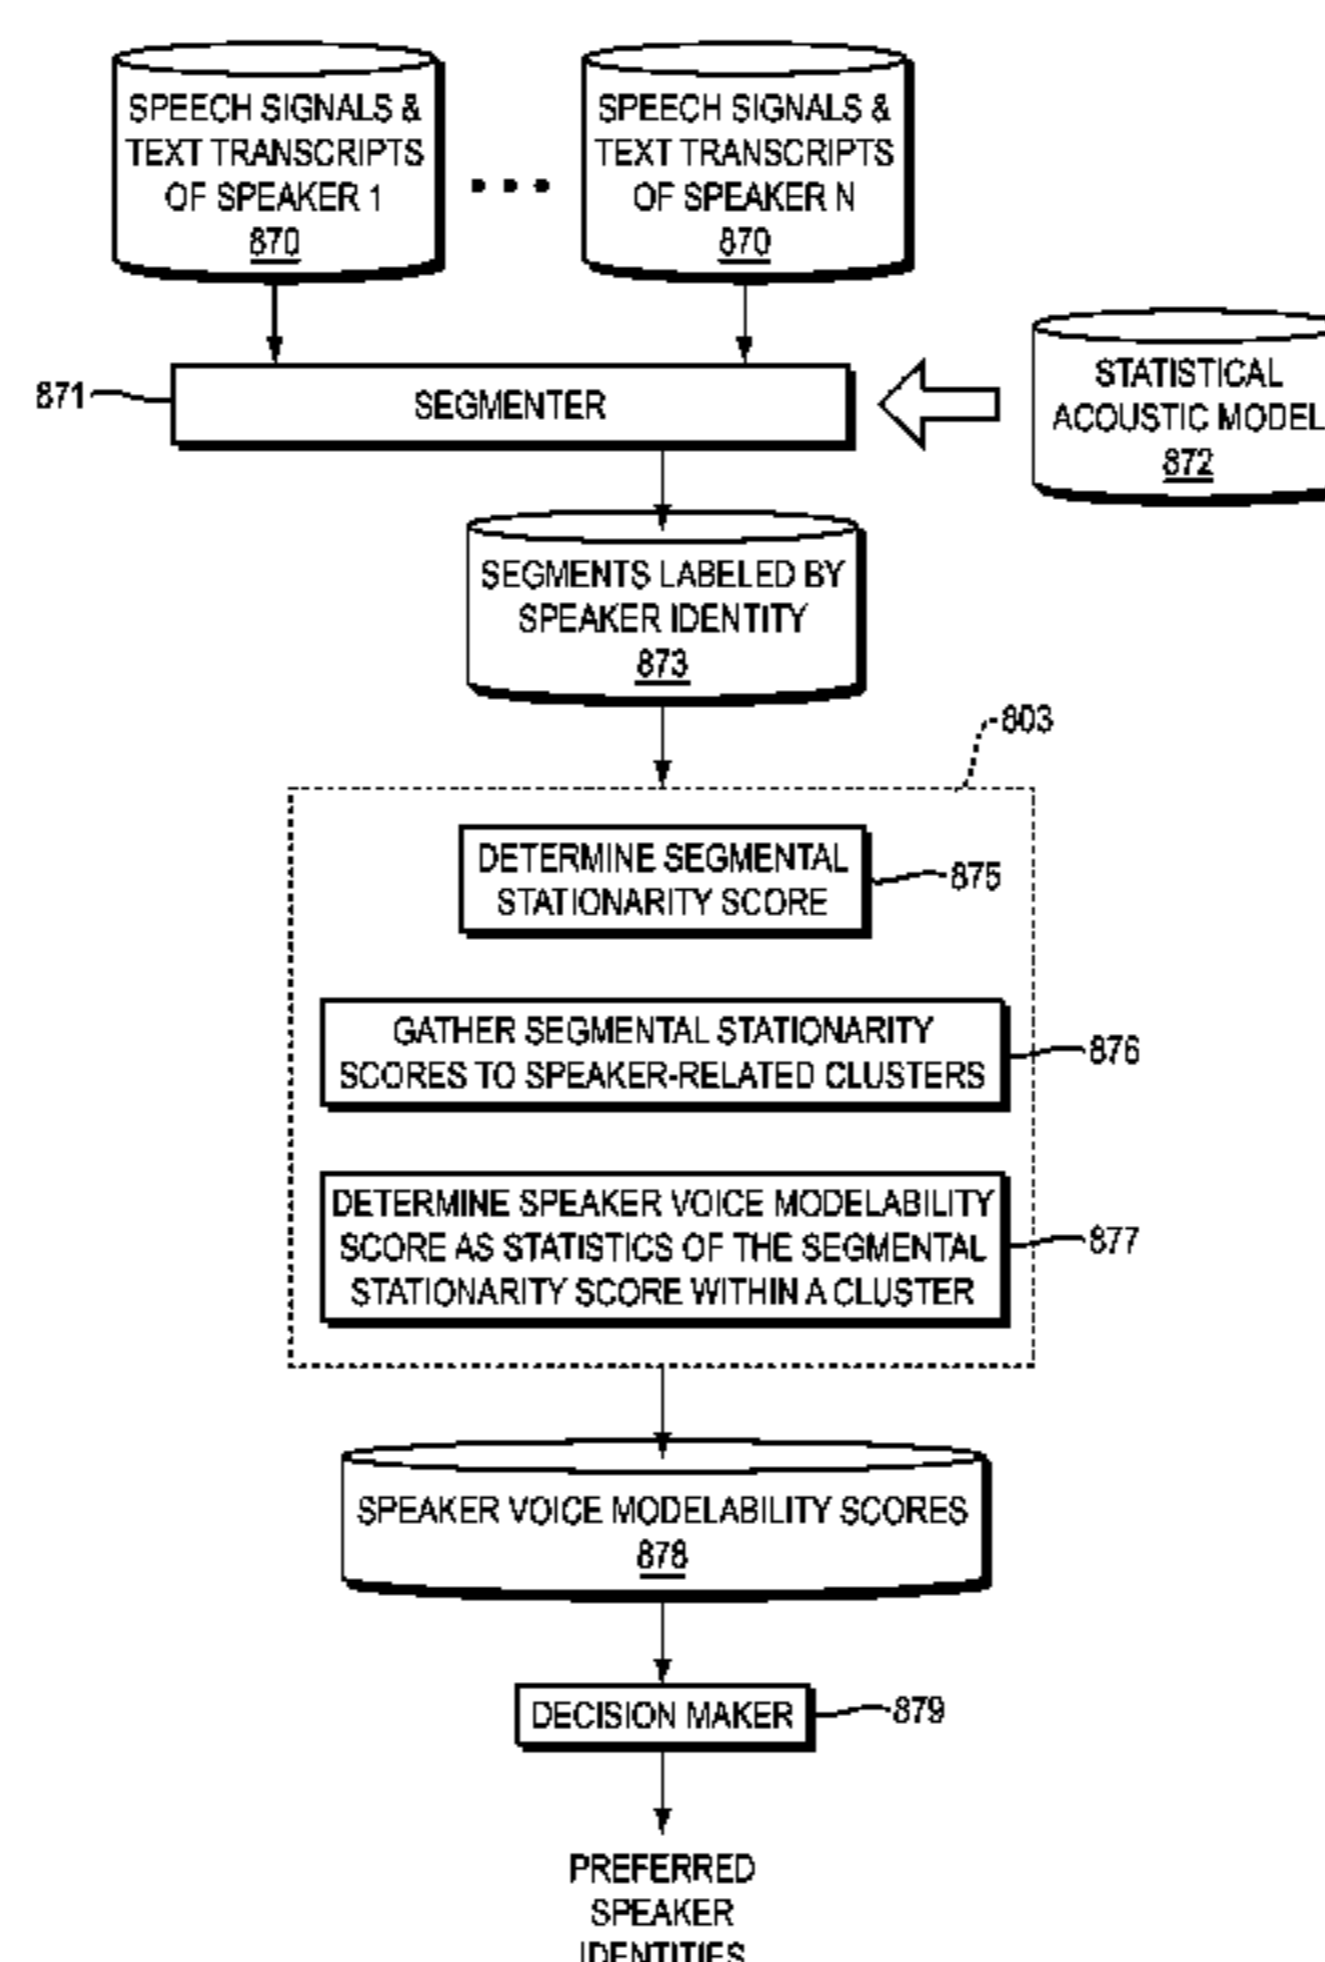 SPEECH SIGNALS &
TEXT TRANSCRIPTS
OF SPEAKER 1
870
SPEECH SIGNALS &
TEXT TRANSCRIPTS
OF SPEAKER N
870
871
SEGMENTER
STATISTICAL
ACOUSTIC MODEL
872
SEGMENTS LABELED BY
SPEAKER IDENTITY
873
803
DETERMINE SEGMENTAL
STATIONARITY SCORE
875
GATHER SEGMENTAL STATIONARITY
SCORES TO SPEAKER-RELATED CLUSTERS
876
DETERMINE SPEAKER VOICE MODELABILITY
SCORE AS STATISTICS OF THE SEGMENTAL
STATIONARITY SCORE WITHIN A CLUSTER
877
SPEAKER VOICE MODELABILITY SCORES
878
DECISION MAKER
879
PREFERRED
SPEAKER
IDENTITIES